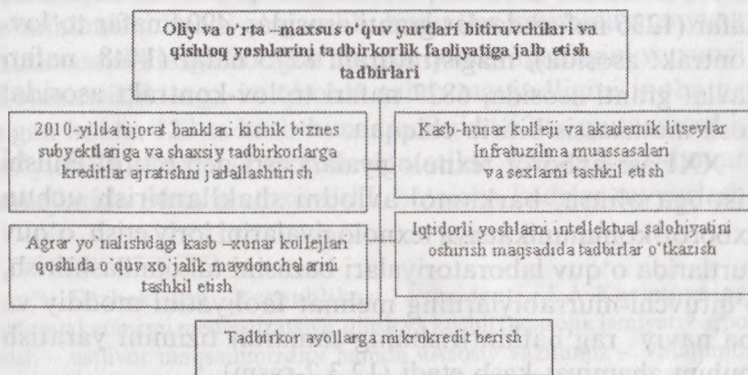 Oliy va o‘rta –maxsus o‘quv yurtlari bitiruvchilari va
qishloq yoshlarini tadbirkorlik faoliyatiga jalb etish
tadbirlari
2010-yilda tijorat banklari kichik biznes
subyektlariga va shaxsiy tadbirkorlarga
kreditlar ajratishni jadallashtirish
Kasb-hunar kolleji va akademik litseylar
Infratuzilma muassasalari
va sexlarni tashkil etish
Agrar yo‘nalishdagi kasb –xunar kollejlari
qoshida o‘quv xo‘jalik maydonchalarini
tashkil etish
Iqtidorli yoshlarni intellektual salohiyatini
oshirish maqsadida tadbirlar o‘tkazish
Tadbirkor ayollarga mikrokredit berish